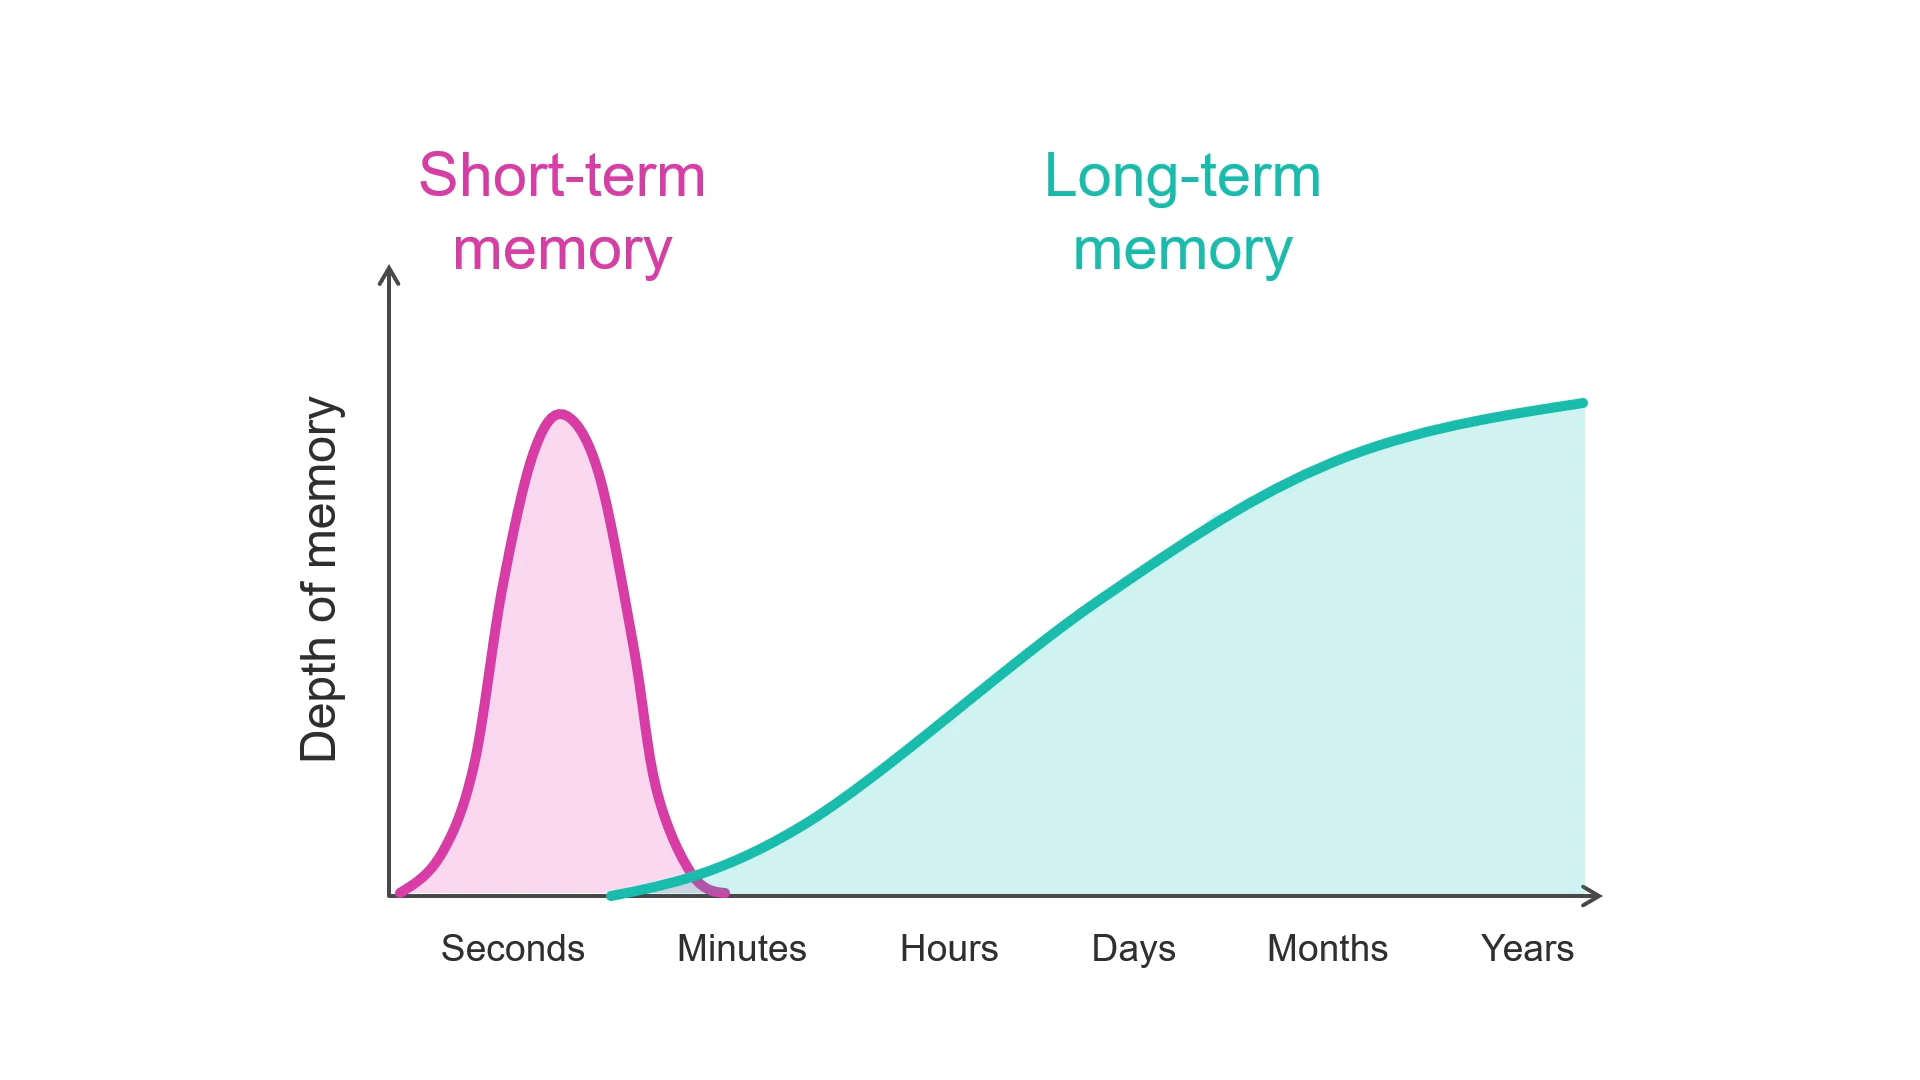 Short-term
memory
Long-term
memory
Depth of memory
Seconds
Minutes
Hours
Days
Months
Years